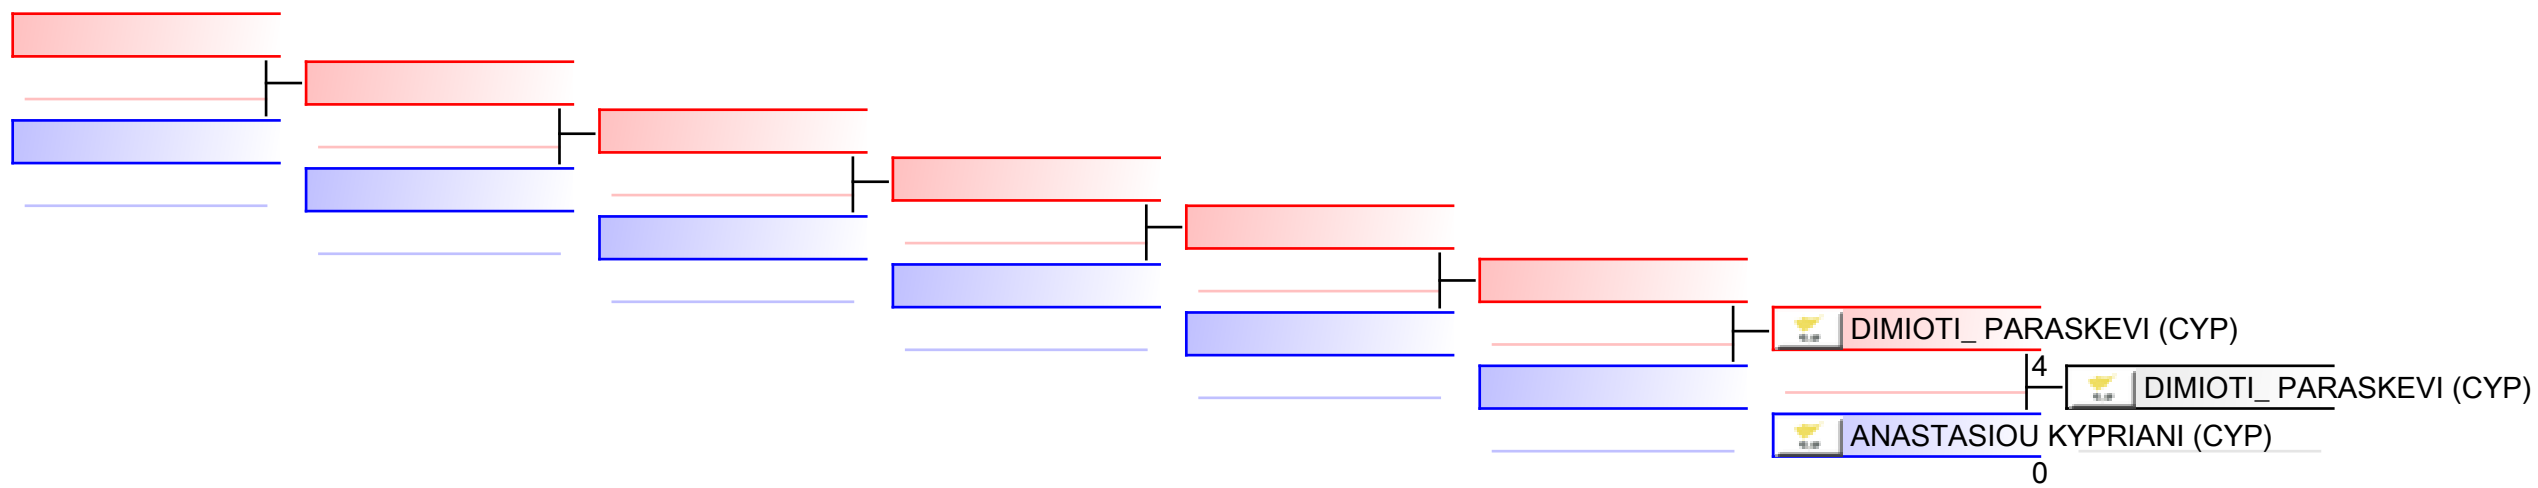 DIMIOTI_ PARASKEVI (CYP)
4
DIMIOTI_ PARASKEVI (CYP)
ANASTASIOU KYPRIANI (CYP)
0